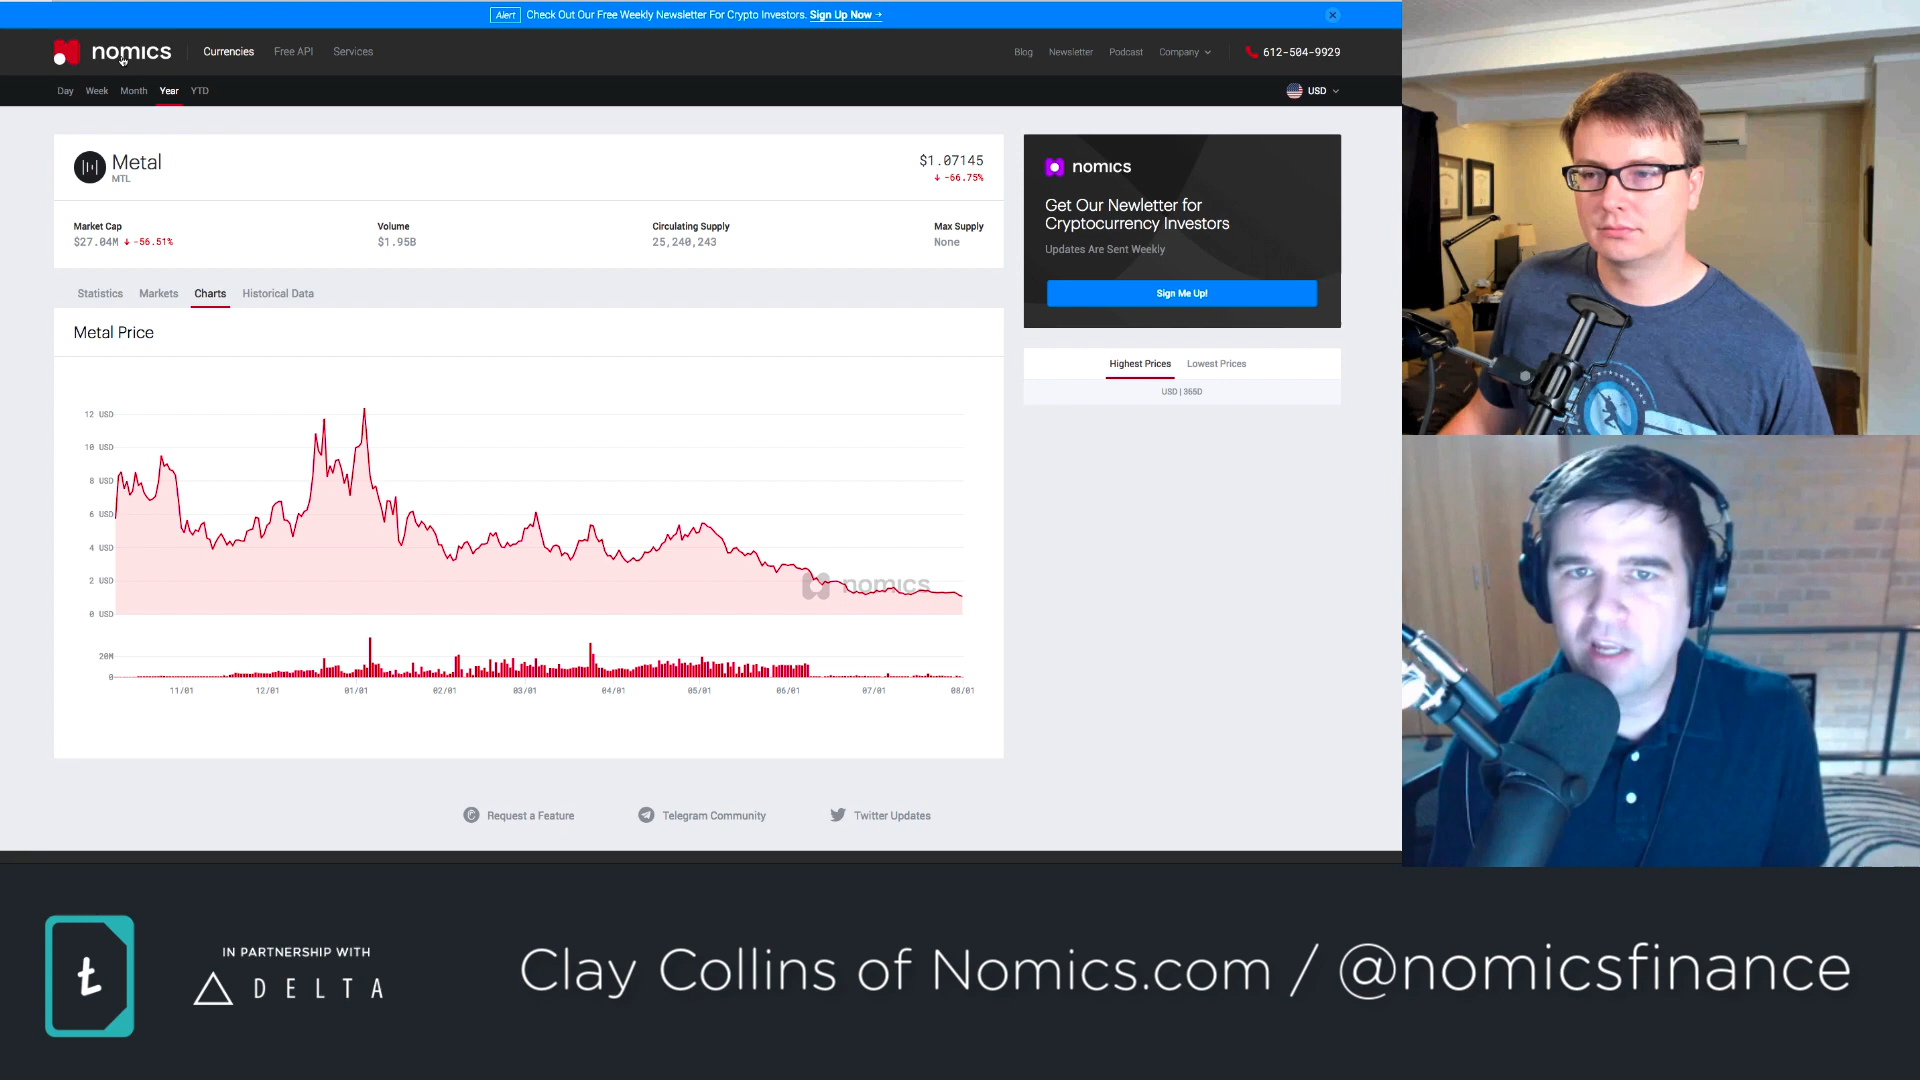 Alert Check Out Our Free Weekly Newsletter For Crypto Investors. Sign Up Now →
nomics Currencies Free API Services Blog Newsletter Podcast Company 612-504-9929
Day Week Month Year YTD USD
Metal
MTL
$1.07145
↓ -66.75%
Market Cap Volume Circulating Supply Max Supply
$27.04M ↓ -56.51% $1.95B 25,240,243 None
Statistics Markets Charts Historical Data
Metal Price
12 USD
10 USD
8 USD
6 USD
4 USD
2 USD
0 USD
nomics
20M
0
11/01 12/01 01/01 02/01 03/01 04/01 05/01 06/01 07/01 08/01
nomics
Get Our Newletter for
Cryptocurrency Investors
Updates Are Sent Weekly
Sign Me Up!
Highest Prices Lowest Prices
USD | 365D
Request a Feature Telegram Community Twitter Updates
IN PARTNERSHIP WITH
DELTA
Clay Collins of Nomics.com / @nomicsfinance